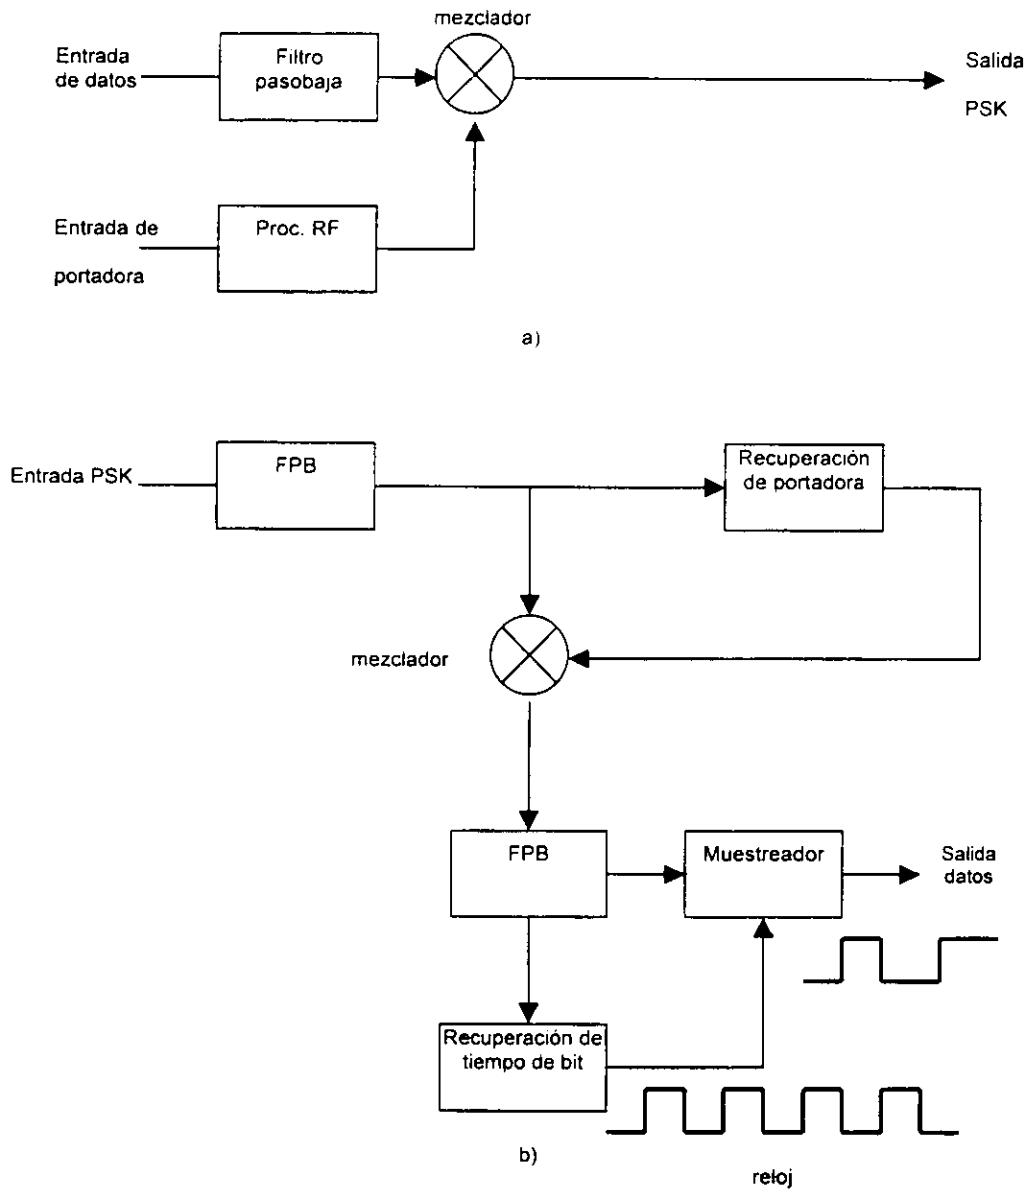 mezclador
Entrada
de datos
Filtro
pasobaja
Salida
PSK
Entrada de
portadora
Proc. RF
a)
Entrada PSK
FPB
Recuperación
de portadora
mezclador
FPB
Muestreador
Salida
datos
Recuperación de
tiempo de bit
b)
reloj